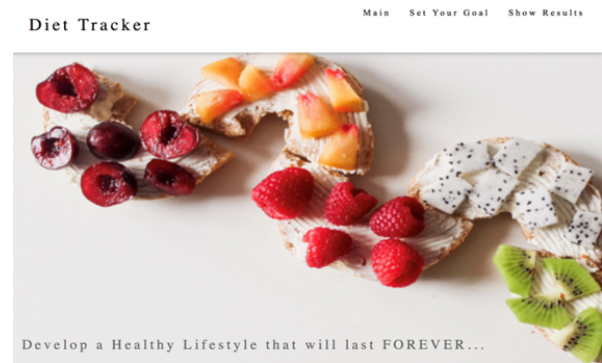 Diet Tracker
Main Set Your Goal Show Results
Develop a Healthy Lifestyle that will last FOREVER...